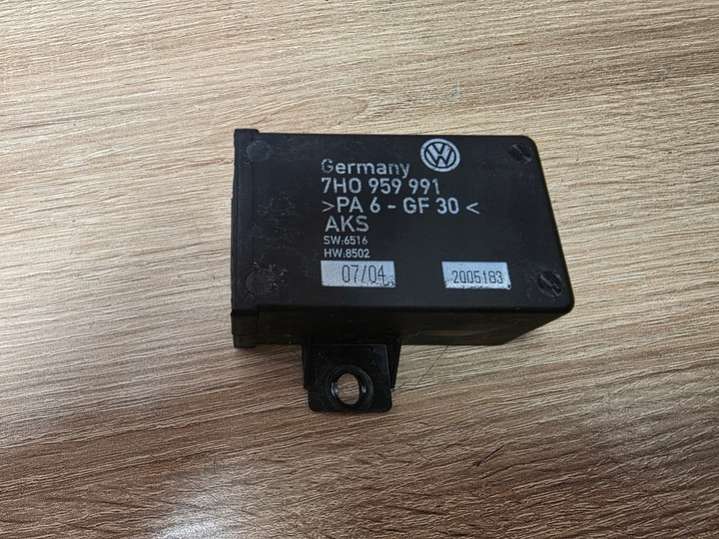 Germany
7H0 959 991
>PA 6 - GF 30<
AKS
SW:6516
HW:8502
07/04
2005183